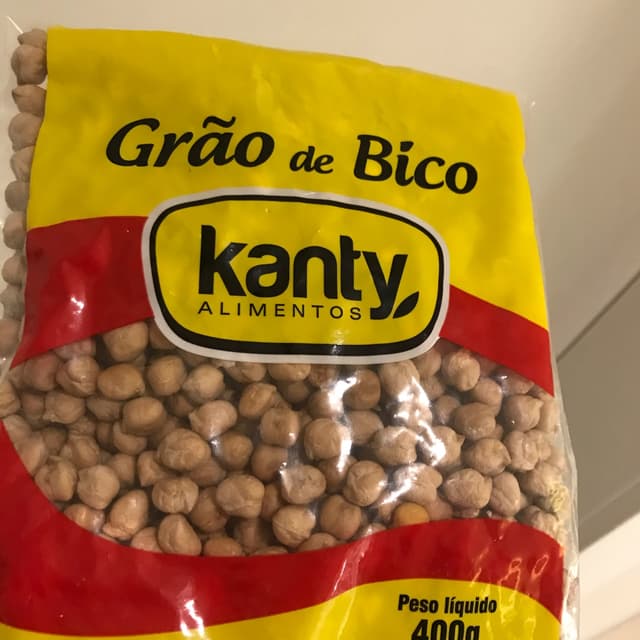 Grão de Bico
kanty
ALIMENTOS
Peso líquido
400g